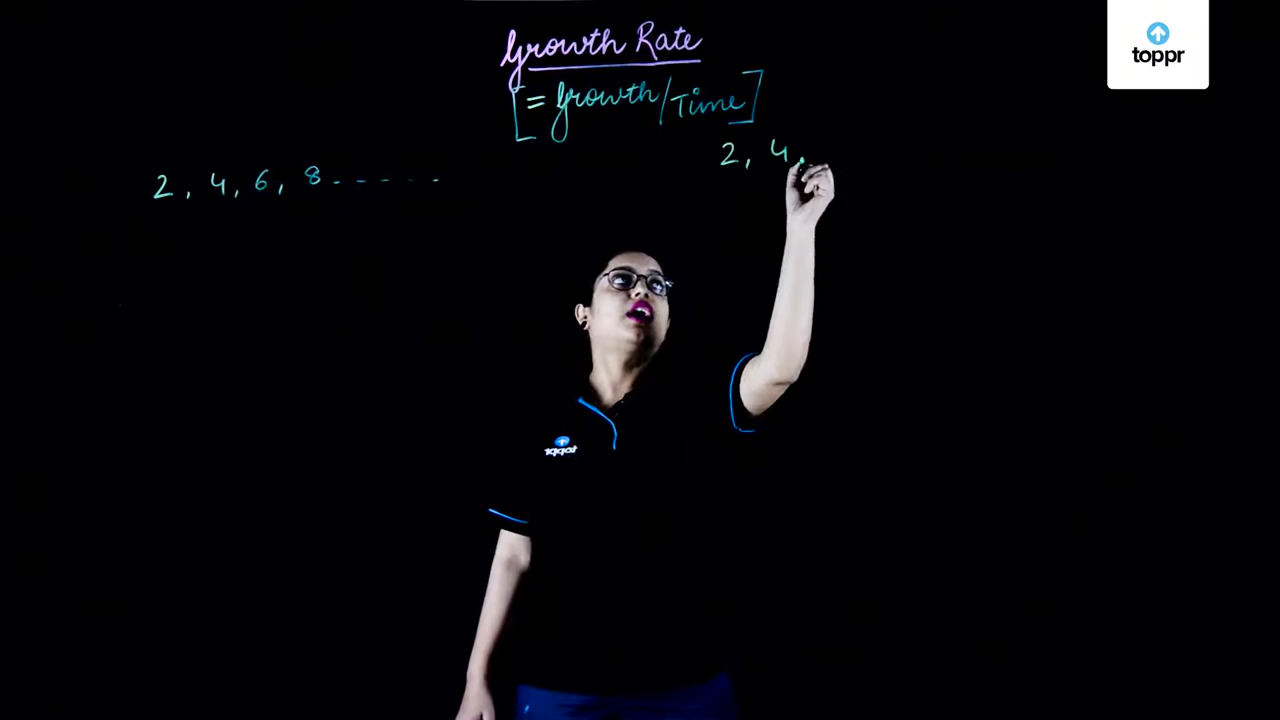 Growth Rate
[= Growth/Time]
2, 4,
2, 4, 6, 8 - - - - -
toppr